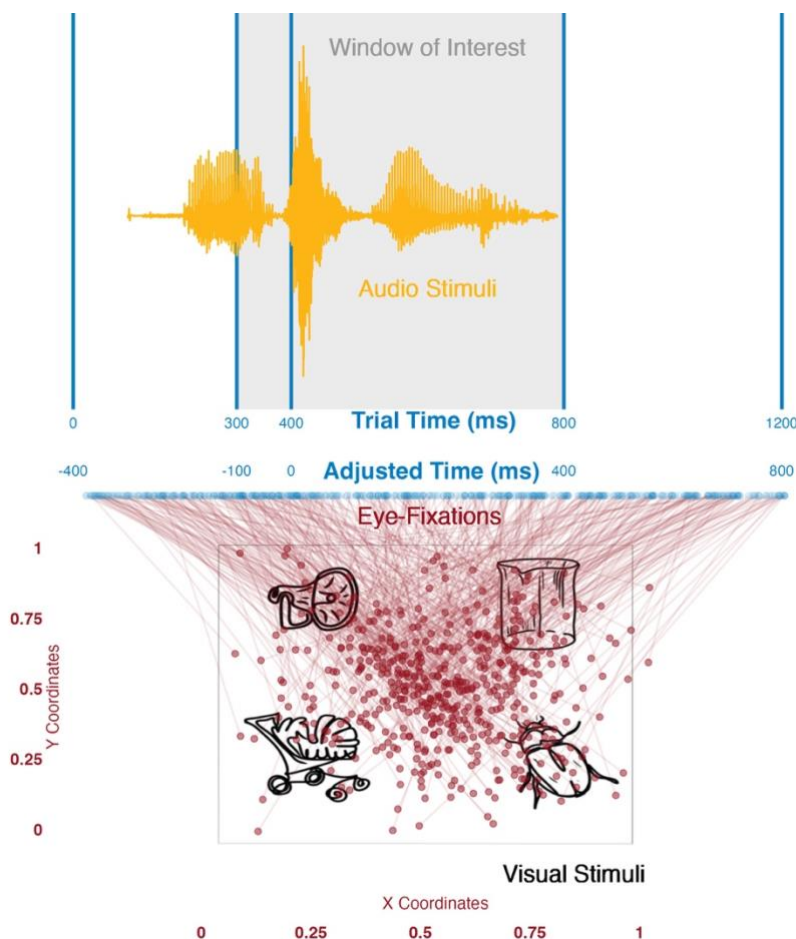 Window of Interest
Audio Stimuli
Trial Time (ms)
0 300 400 800 1200
Adjusted Time (ms)
-400 -100 0 400 800
Eye-Fixations
1
0.75
0.5
0.25
0
Y Coordinates
Visual Stimuli
X Coordinates
0 0.25 0.5 0.75 1